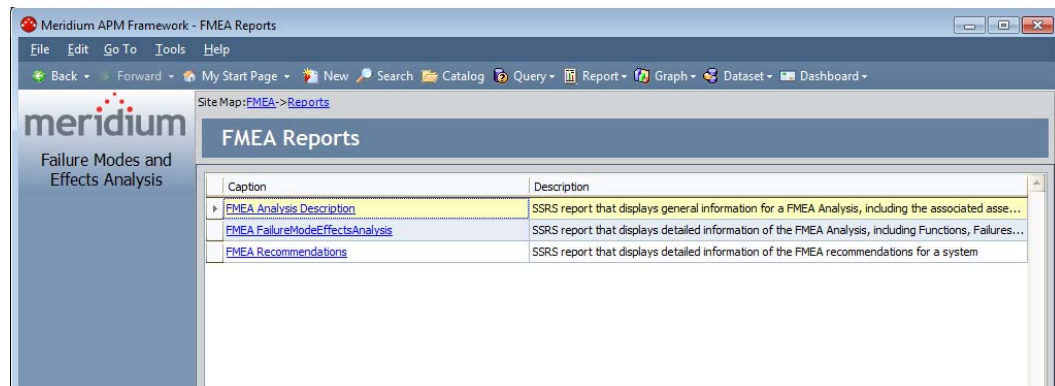 Meridium APM Framework - FMEA Reports
File Edit Go To Tools Help
Back Forward My Start Page New Search Catalog Query Report Graph Dataset Dashboard
Site Map:FMEA->Reports
meridium
FMEA Reports
Failure Modes and
Effects Analysis
Caption Description
FMEA Analysis Description SSRS report that displays general information for a FMEA Analysis, including the associated asse...
FMEA FailureModeEffectsAnalysis SSRS report that displays detailed information of the FMEA Analysis, including Functions, Failures...
FMEA Recommendations SSRS report that displays detailed information of the FMEA recommendations for a system